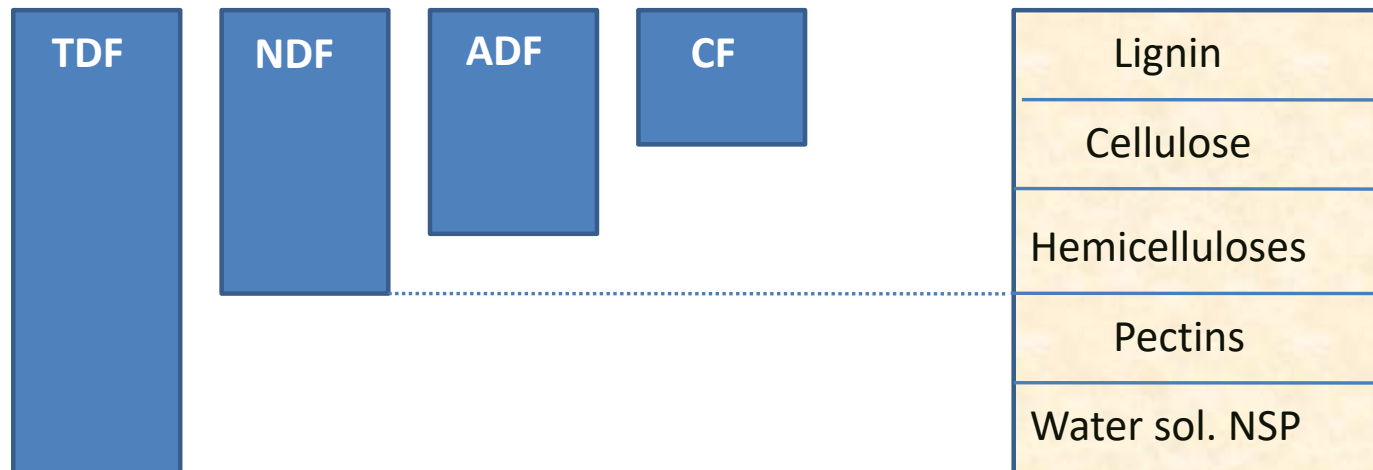 TDF
NDF
ADF
CF
Lignin
Cellulose
Hemicelluloses
Pectins
Water sol. NSP